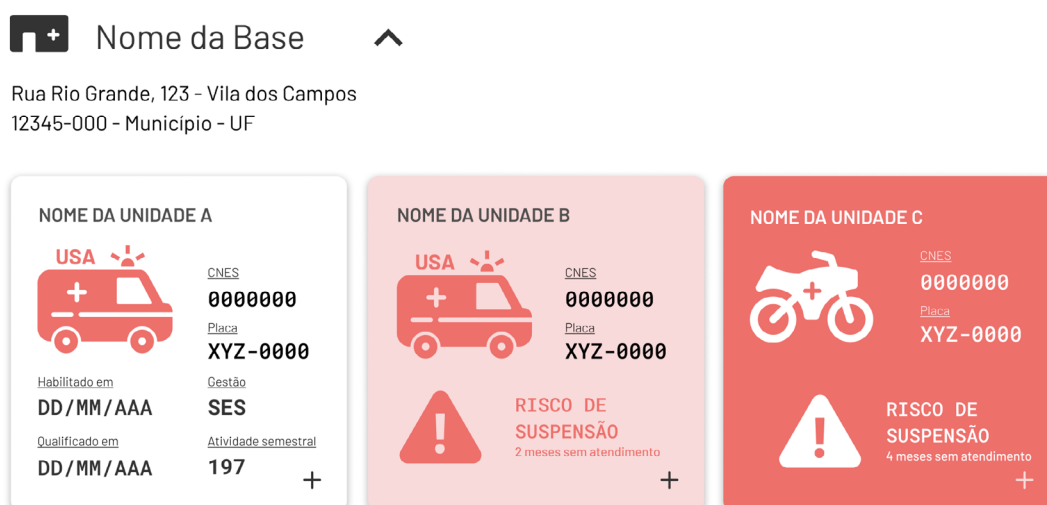 Nome da Base
Rua Rio Grande, 123 - Vila dos Campos
12345-000 - Município - UF
NOME DA UNIDADE A
USA
CNES
0000000
Placa
XYZ-0000
Habilitado em
DD/MM/AAA
Gestão
SES
Qualificado em
DD/MM/AAA
Atividade semestral
197
NOME DA UNIDADE B
USA
CNES
0000000
Placa
XYZ-0000
RISCO DE
SUSPENSÃO
2 meses sem atendimento
NOME DA UNIDADE C
CNES
0000000
Placa
XYZ-0000
RISCO DE
SUSPENSÃO
4 meses sem atendimento